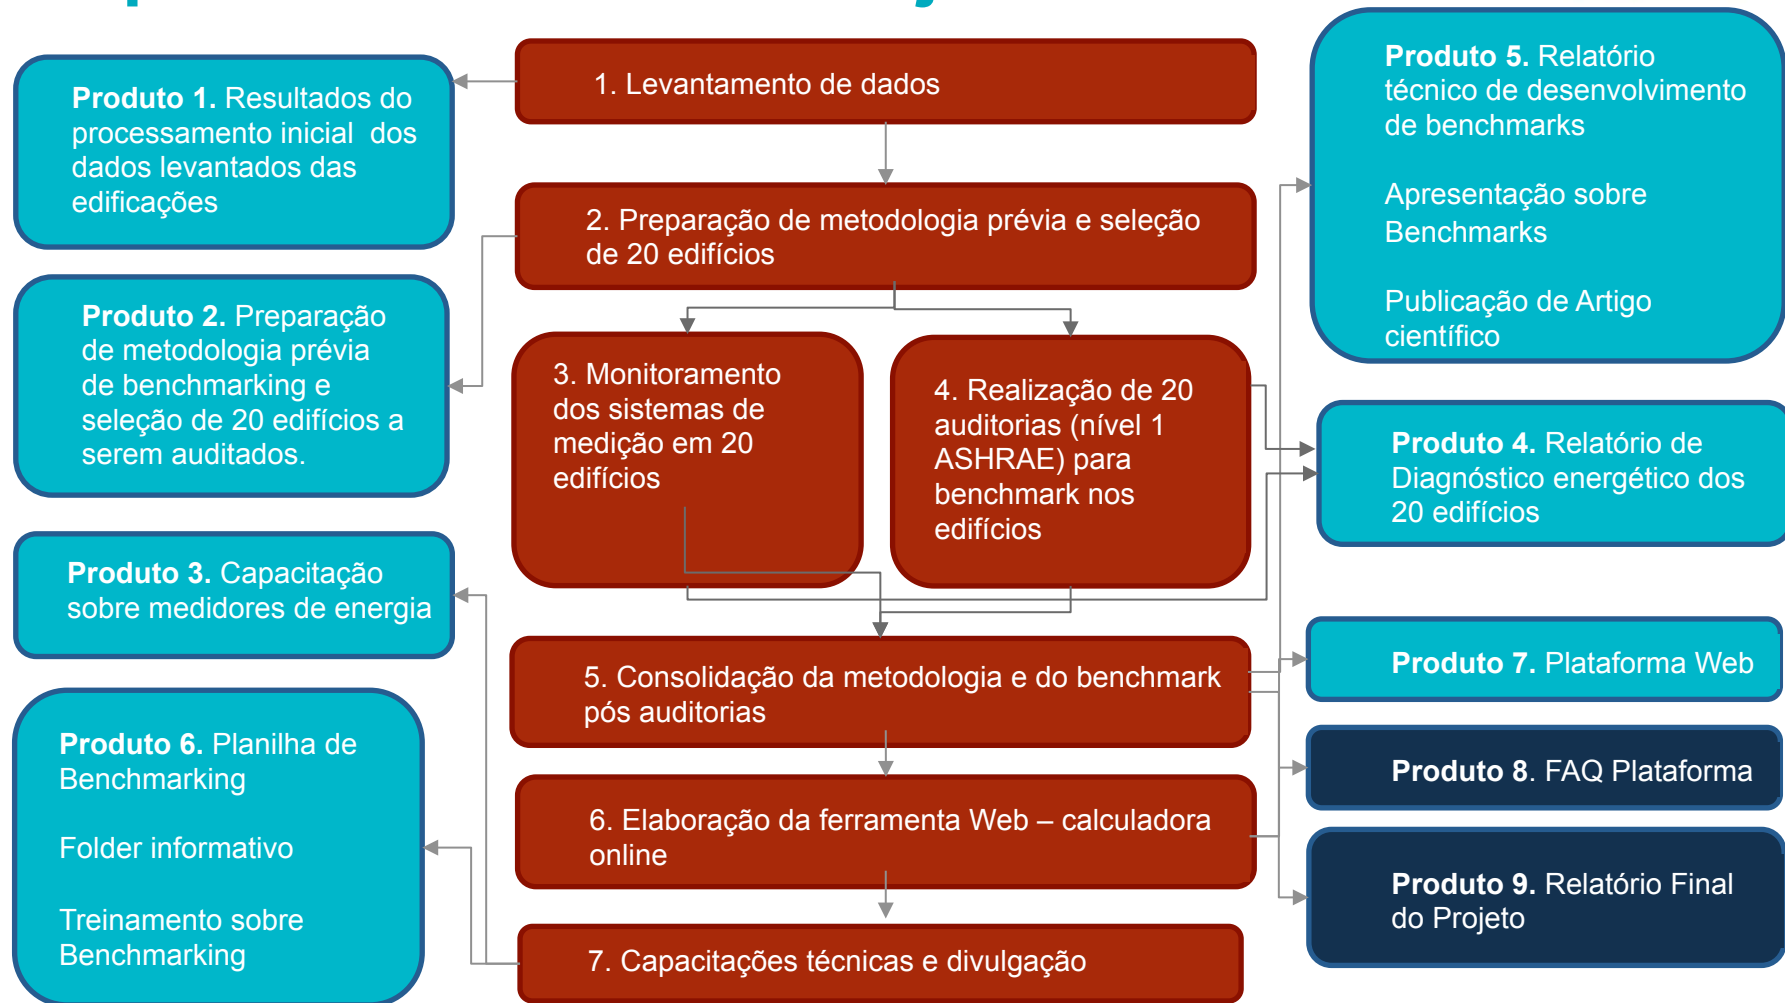 Produto 1. Resultados do
processamento inicial dos
dados levantados das
edificações
Produto 2. Preparação
de metodologia prévia
de benchmarking e
seleção de 20 edifícios a
serem auditados.
Produto 3. Capacitação
sobre medidores de energia
Produto 6. Planilha de
Benchmarking
Folder informativo
Treinamento sobre
Benchmarking
1. Levantamento de dados
2. Preparação de metodologia prévia e seleção
de 20 edifícios
3. Monitoramento
dos sistemas de
medição em 20
edifícios
4. Realização de 20
auditorias (nível 1
ASHRAE) para
benchmark nos
edifícios
5. Consolidação da metodologia e do benchmark
pós auditorias
6. Elaboração da ferramenta Web – calculadora
online
7. Capacitações técnicas e divulgação
Produto 5. Relatório
técnico de desenvolvimento
de benchmarks
Apresentação sobre
Benchmarks
Publicação de Artigo
científico
Produto 4. Relatório de
Diagnóstico energético dos
20 edifícios
Produto 7. Plataforma Web
Produto 8. FAQ Plataforma
Produto 9. Relatório Final
do Projeto